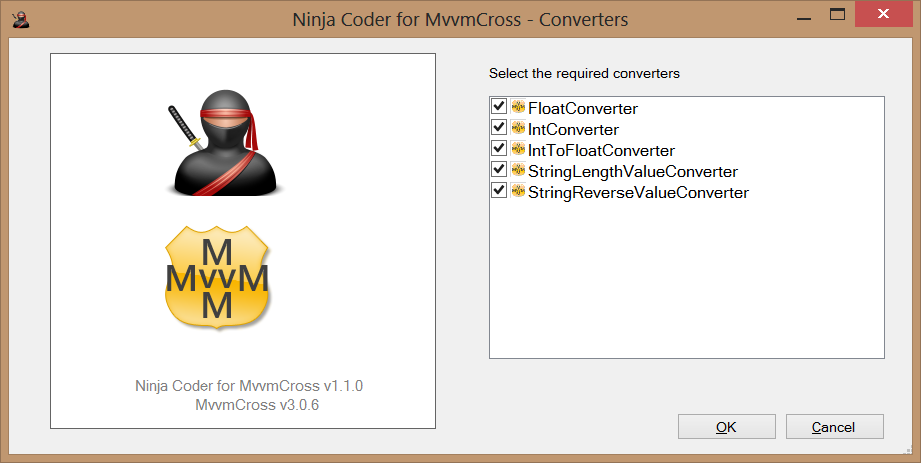 Ninja Coder for MvvmCross - Converters
Select the required converters
FloatConverter
IntConverter
IntToFloatConverter
StringLengthValueConverter
StringReverseValueConverter
M
MvvM
M
Ninja Coder for MvvmCross v1.1.0
MvvmCross v3.0.6
OK
Cancel